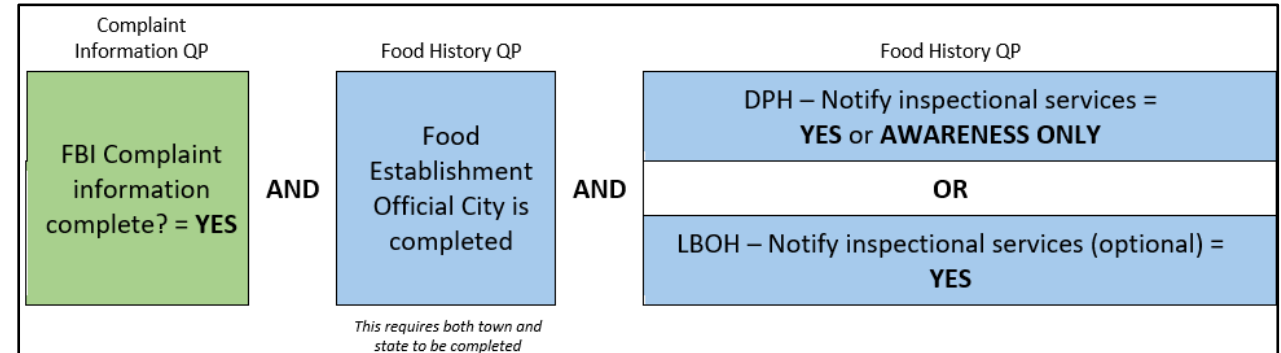 Complaint
Information QP
FBI Complaint
information
complete? = YES
AND
Food History QP
Food
Establishment
Official City is
completed
This requires both town and
state to be completed
AND
Food History QP
DPH – Notify inspectional services =
YES or AWARENESS ONLY
OR
LBOH – Notify inspectional services (optional) =
YES